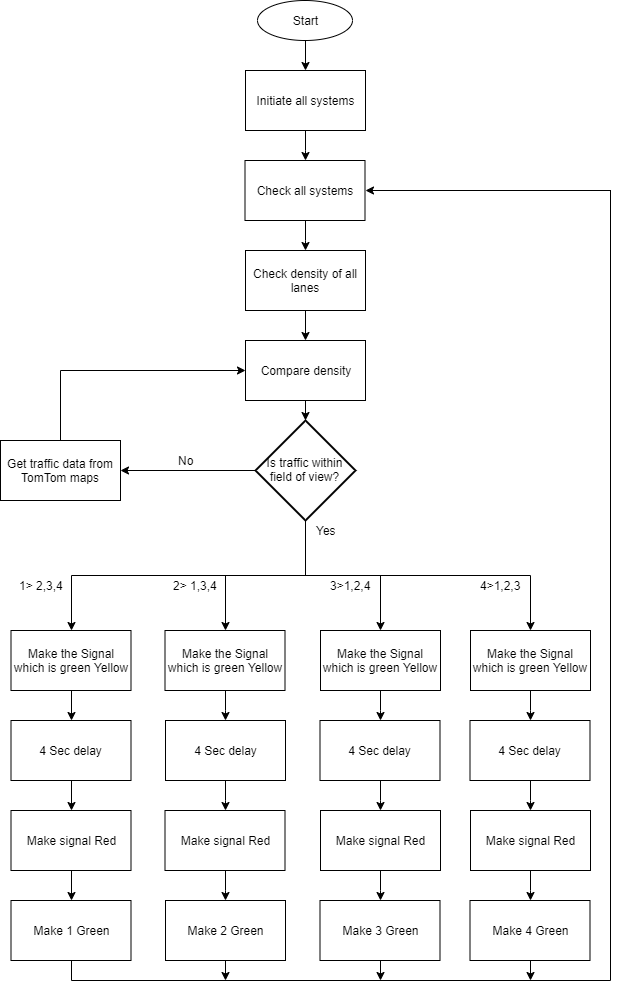 Start
Initiate all systems
Check all systems
Check density of all
lanes
Compare density
Is traffic within
field of view?
No
Get traffic data from
TomTom maps
Yes
1> 2,3,4
2> 1,3,4
3>1,2,4
4>1,2,3
Make the Signal
which is green Yellow
Make the Signal
which is green Yellow
Make the Signal
which is green Yellow
Make the Signal
which is green Yellow
4 Sec delay
4 Sec delay
4 Sec delay
4 Sec delay
Make signal Red
Make signal Red
Make signal Red
Make signal Red
Make 1 Green
Make 2 Green
Make 3 Green
Make 4 Green